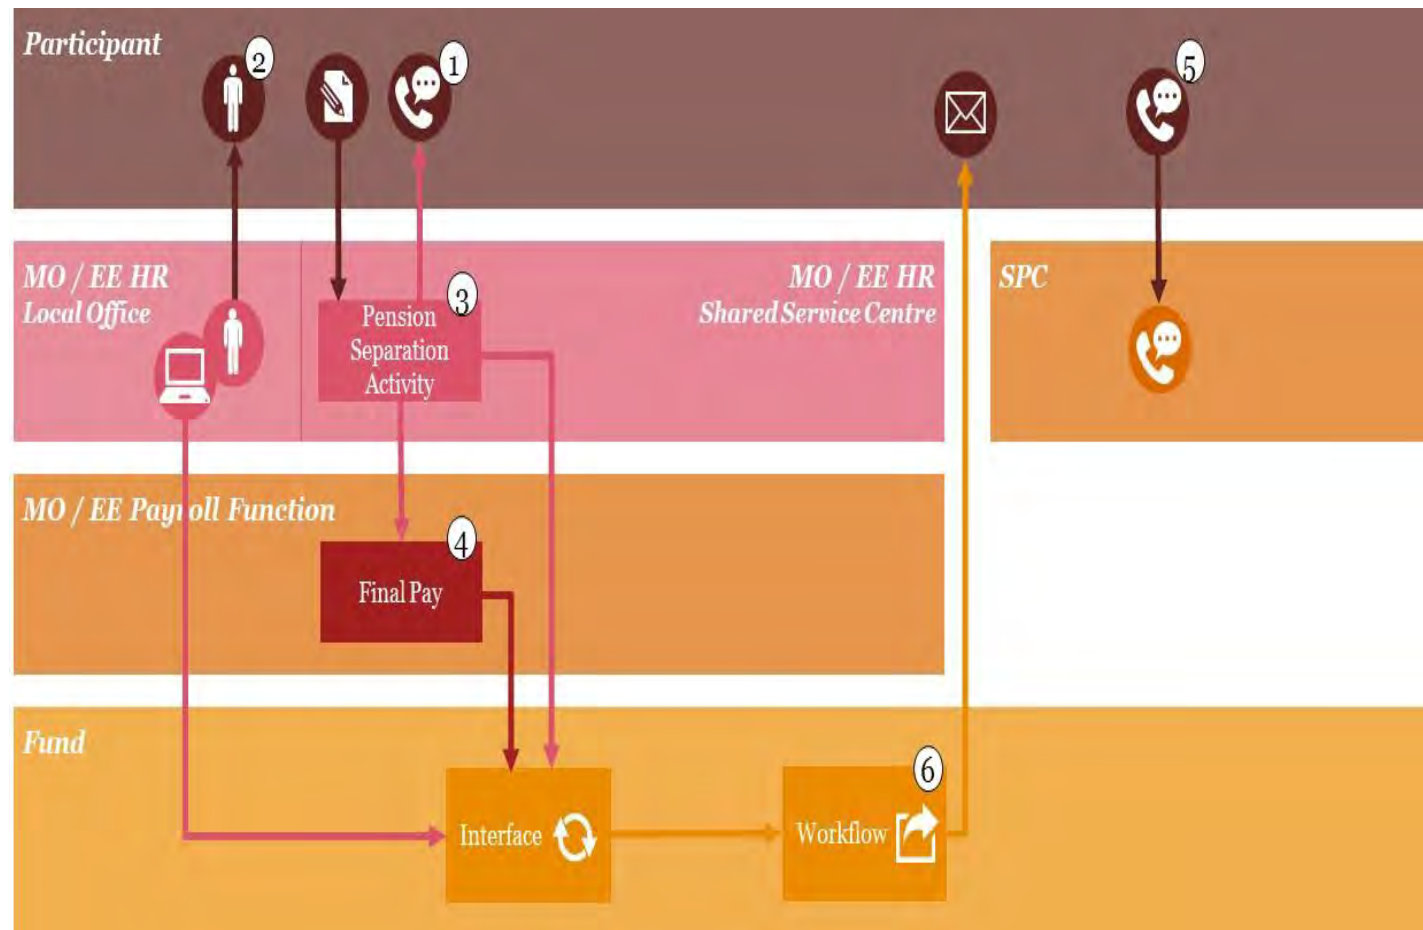 Participant
2
1
5
MO / EE HR
Local Office
MO / EE HR
Shared Service Centre
SPC
3
Pension
Separation
Activity
MO / EE Payroll Function
4
Final Pay
Fund
6
Interface
Workflow